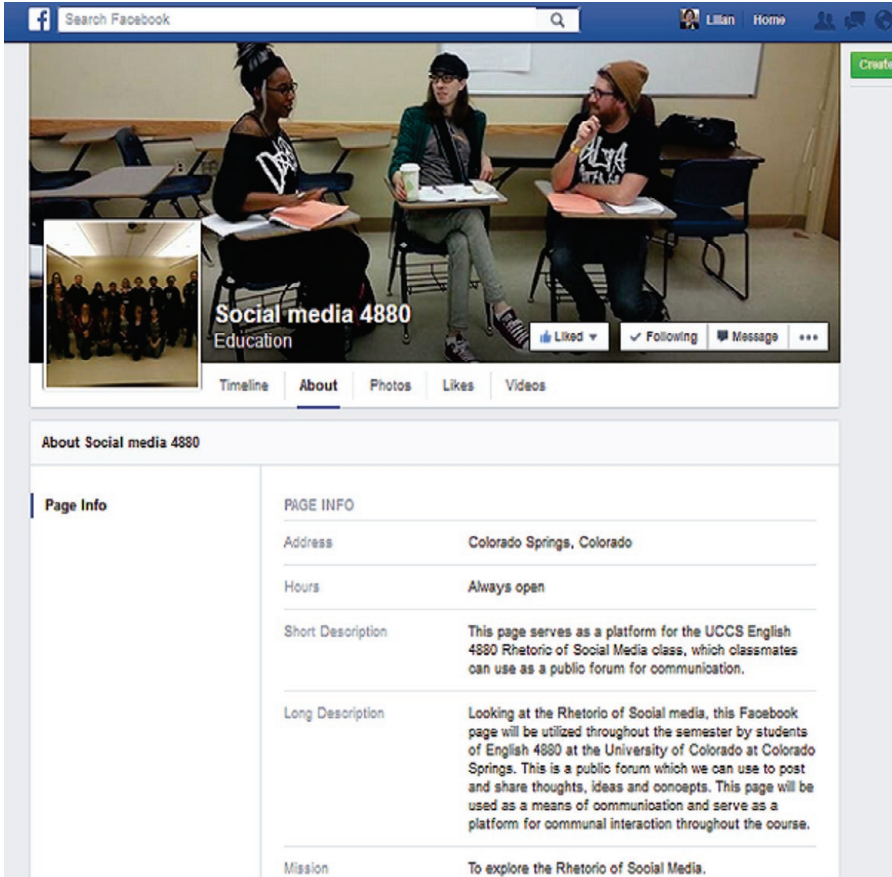 f Search Facebook
Lilian Home
Create
Social media 4880
Education
Liked Following Message
Timeline About Photos Likes Videos
About Social media 4880
Page Info
PAGE INFO
Address Colorado Springs, Colorado
Hours Always open
Short Description This page serves as a platform for the UCCS English
4880 Rhetoric of Social Media class, which classmates
can use as a public forum for communication.
Long Description Looking at the Rhetoric of Social media, this Facebook
page will be utilized throughout the semester by students
of English 4880 at the University of Colorado at Colorado
Springs. This is a public forum which we can use to post
and share thoughts, ideas and concepts. This page will be
used as a means of communication and serve as a
platform for communal interaction throughout the course.
Mission To explore the Rhetoric of Social Media.